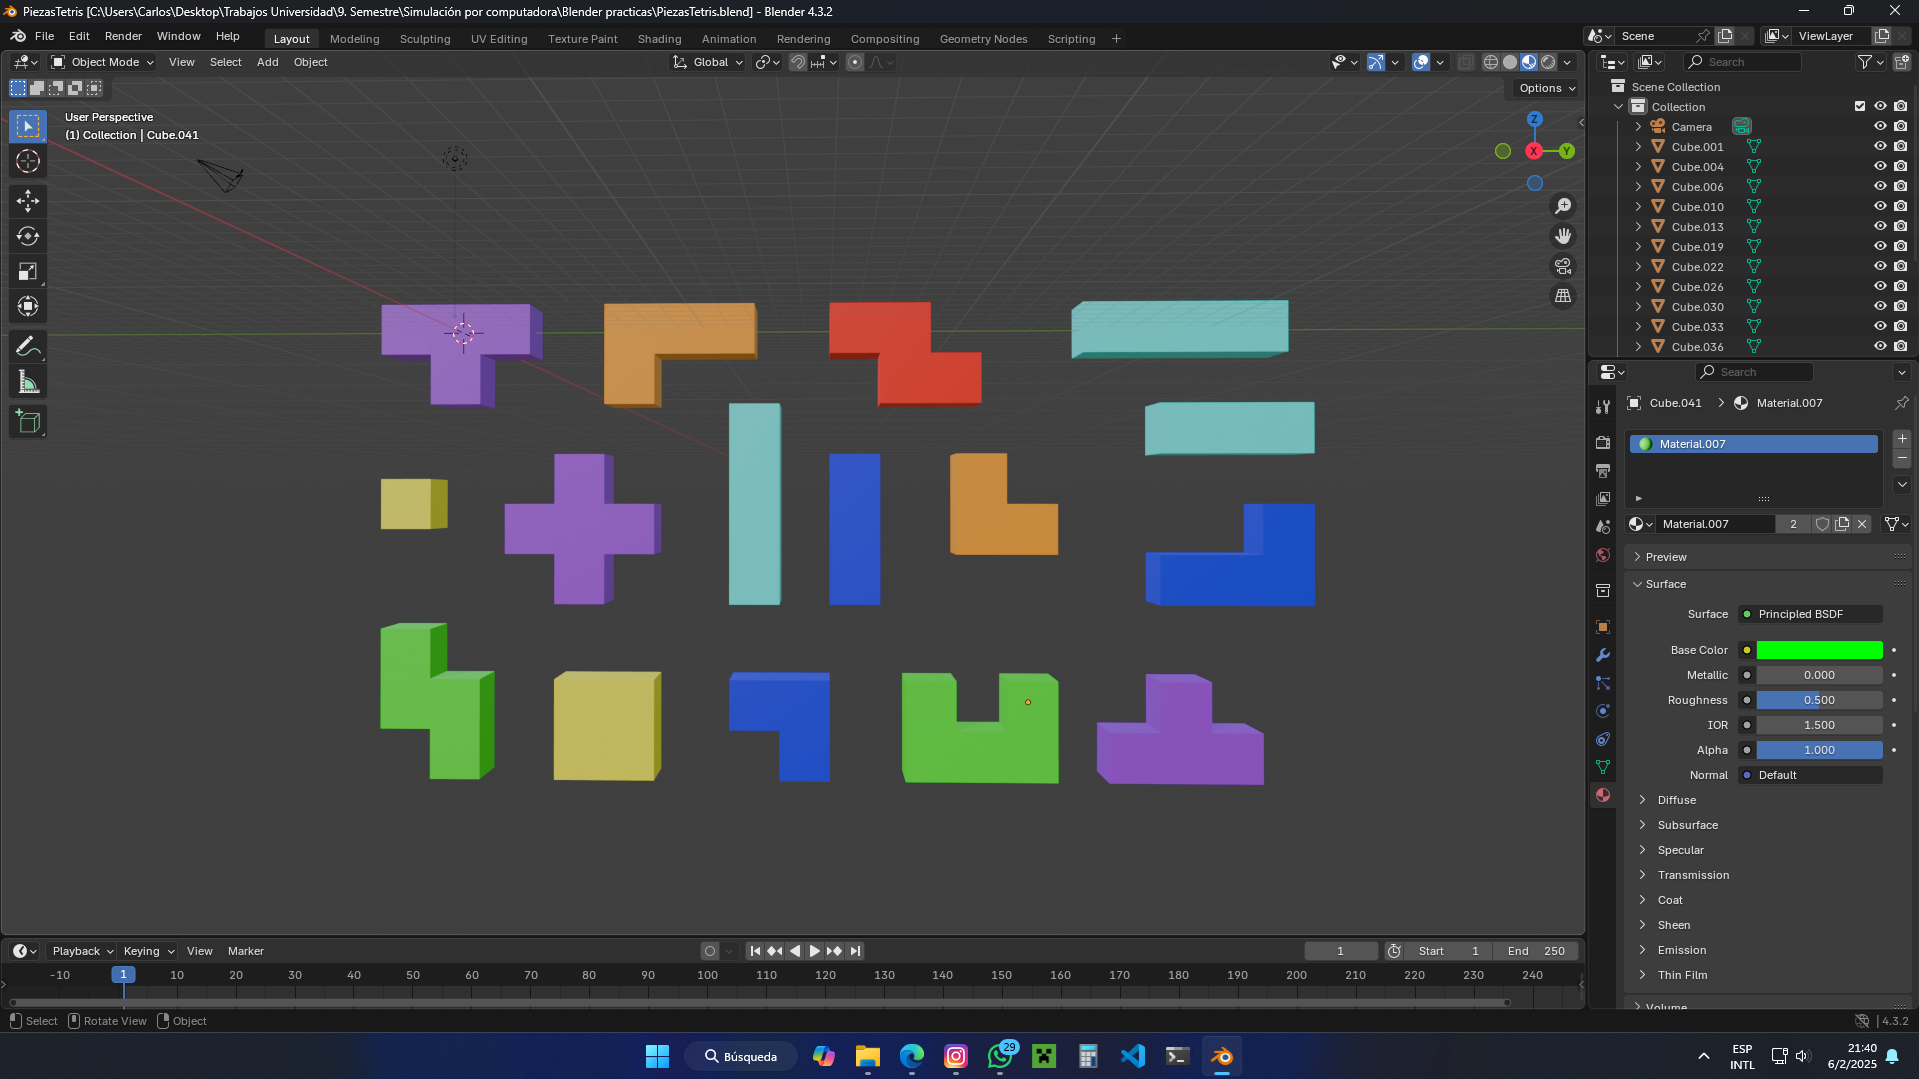 PiezasTetris [C:\Users\Carlos\Desktop\Trabajos Universidad\9. Semestre\Simulación por computadora\Blender practicas\PiezasTetris.blend] - Blender 4.3.2
File Edit Render Window Help Layout Modeling Sculpting UV Editing Texture Paint Shading Animation Rendering Compositing Geometry Nodes Scripting + Scene ViewLayer
Object Mode View Select Add Object Global Search
Options
User Perspective
(1) Collection | Cube.041
Z
X
Y
Scene Collection
Collection
Camera
Cube.001
Cube.004
Cube.006
Cube.010
Cube.013
Cube.019
Cube.022
Cube.026
Cube.030
Cube.033
Cube.036
Search
Cube.041 > Material.007
Material.007
Material.007 2
Preview
Surface
Surface Principled BSDF
Base Color
Metallic 0.000
Roughness 0.500
IOR 1.500
Alpha 1.000
Normal Default
Diffuse
Subsurface
Specular
Transmission
Coat
Sheen
Emission
Thin Film
Volume
Playback Keying View Marker 1 Start 1 End 250
-10 1 10 20 30 40 50 60 70 80 90 100 110 120 130 140 150 160 170 180 190 200 210 220 230 240
Select Rotate View Object 4.3.2
Búsqueda 29 ESP INTL 21:40 6/2/2025